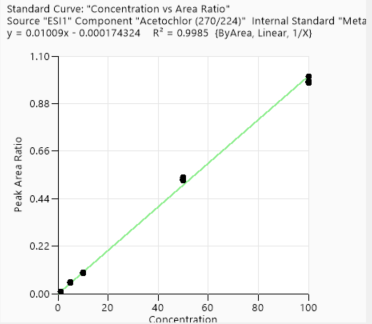 Standard Curve: "Concentration vs Area Ratio"
Source "ESI1" Component "Acetochlor (270/224)" Internal Standard "Meta
y = 0.01009x - 0.000174324 R² = 0.9985 {ByArea, Linear, 1/X}
1.10
0.88
0.66
0.44
0.22
0.00
Peak Area Ratio
0 20 40 60 80 100
Concentration